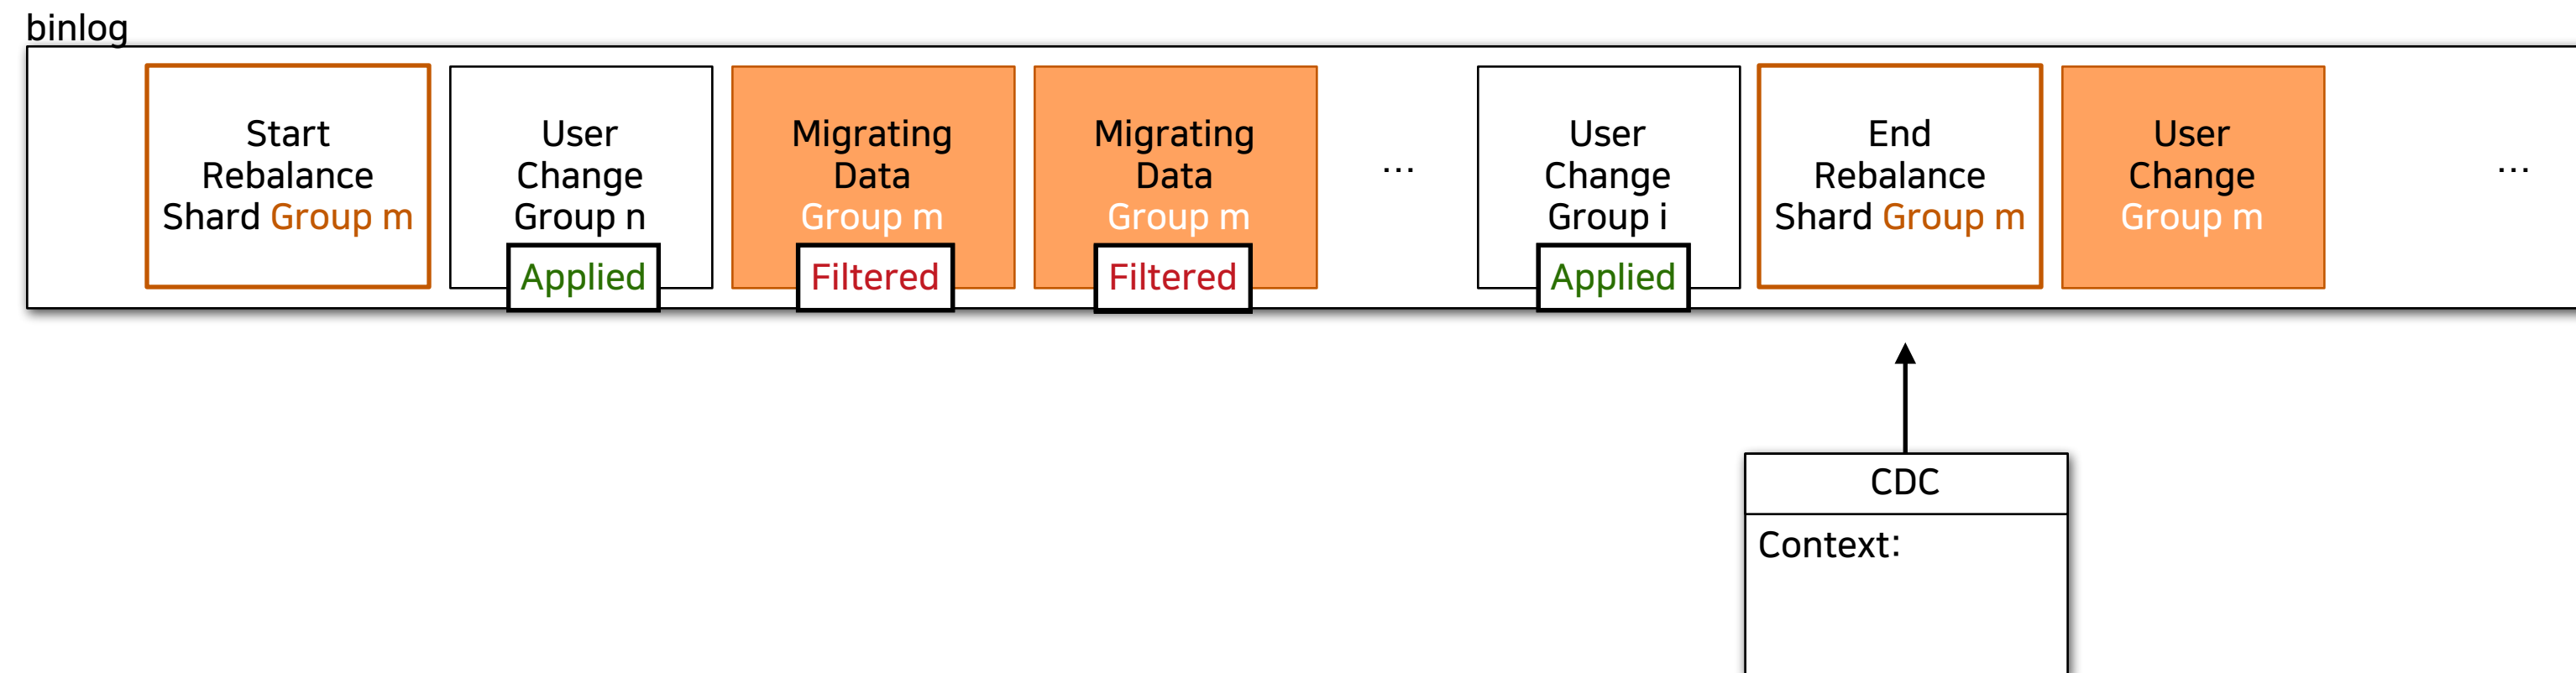 binlog
Start
Rebalance
Shard Group m
User
Change
Group n
Applied
Migrating
Data
Group m
Filtered
Migrating
Data
Group m
Filtered
...
User
Change
Group i
Applied
End
Rebalance
Shard Group m
User
Change
Group m
...
CDC
Context: